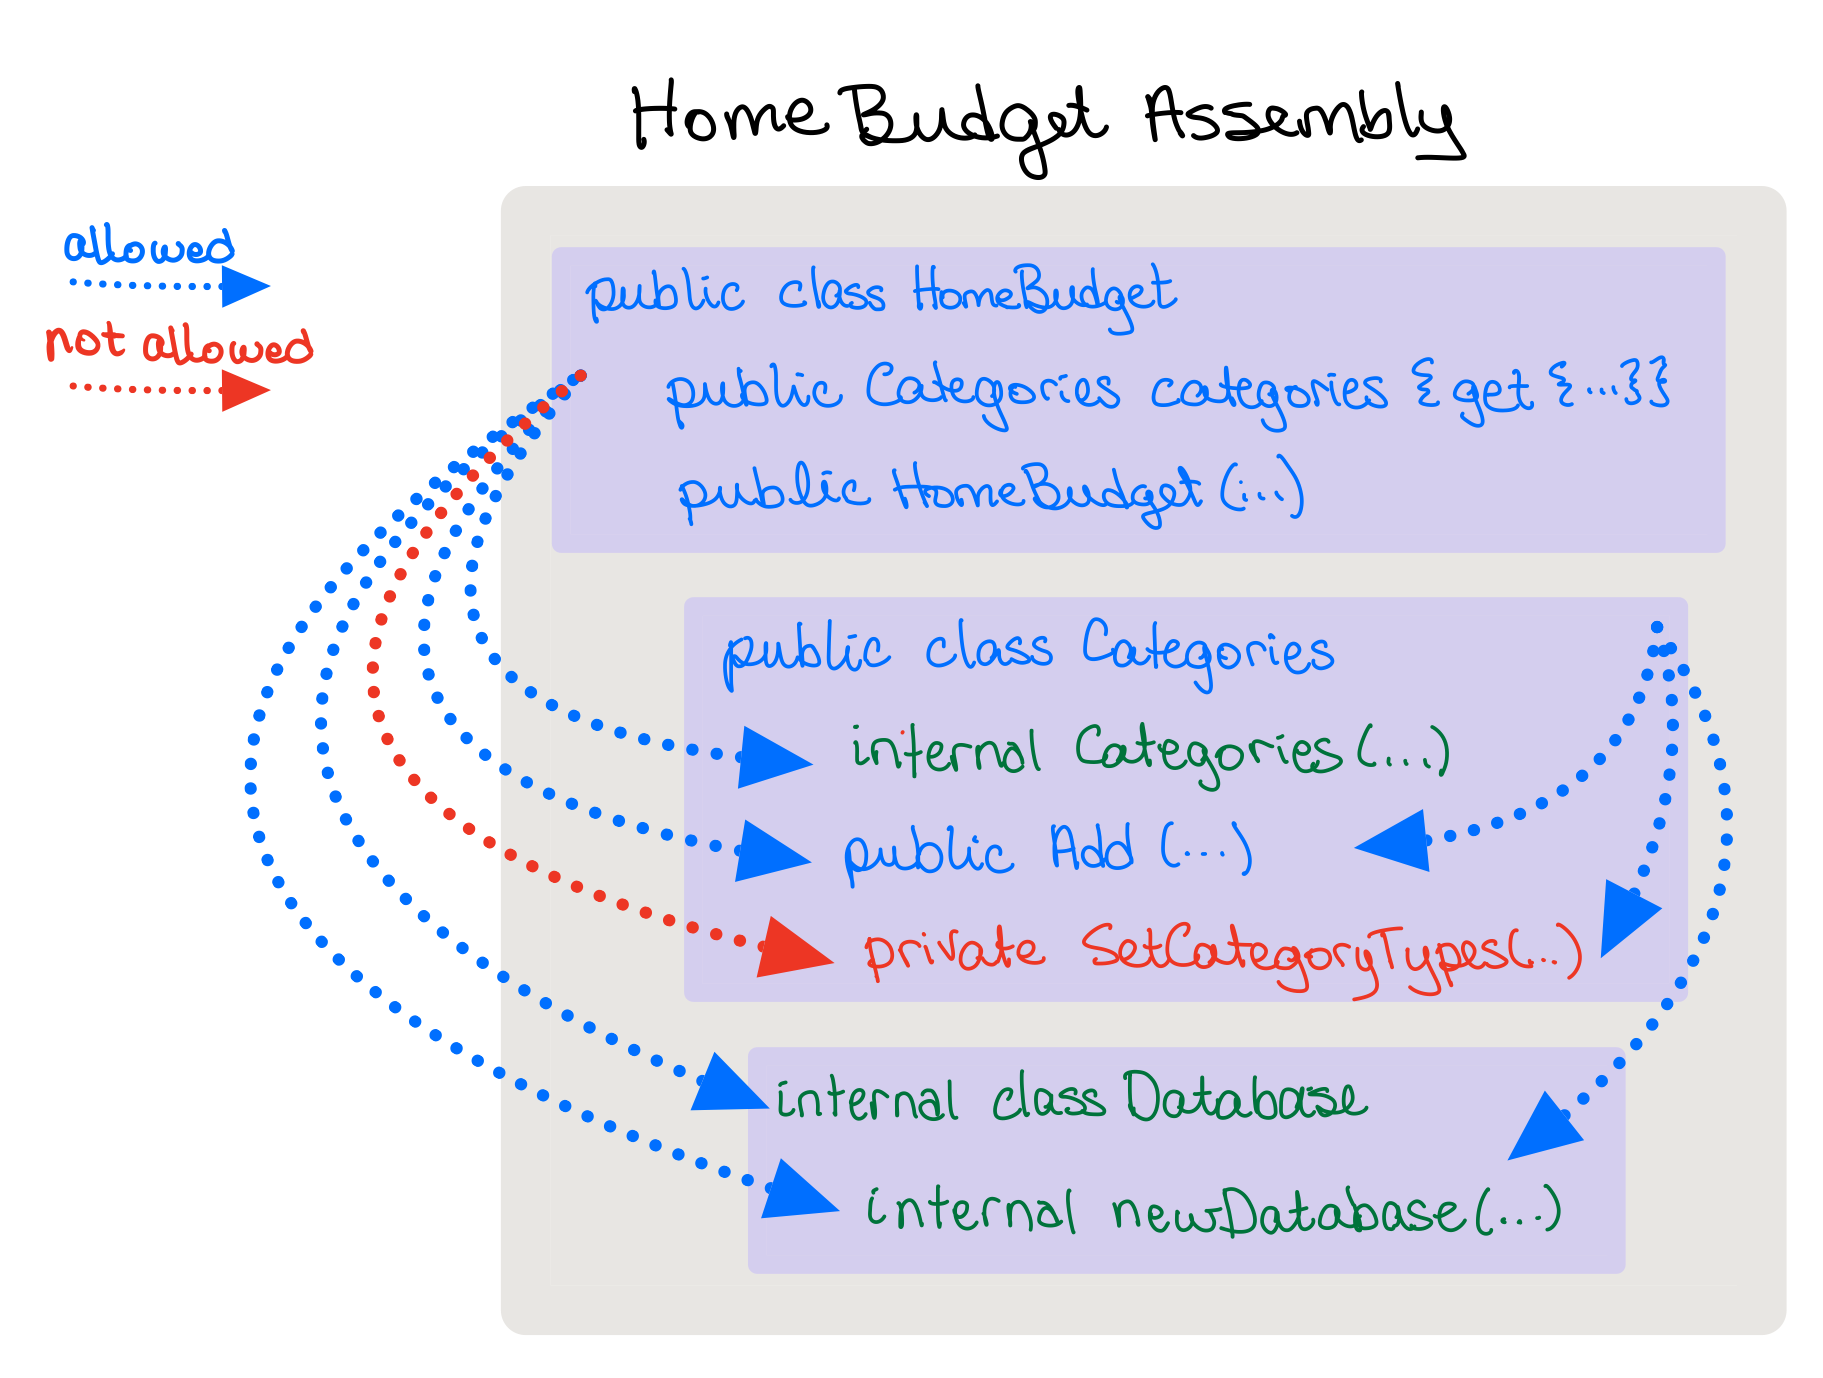 HomeBudget Assembly
allowed
not allowed
public class HomeBudget
public Categories categories {get {...}}
public HomeBudget(...)
public class Categories
internal Categories(...)
public Add (...)
private SetCategoryTypes(..)
internal class Database
internal newDatabase(...)